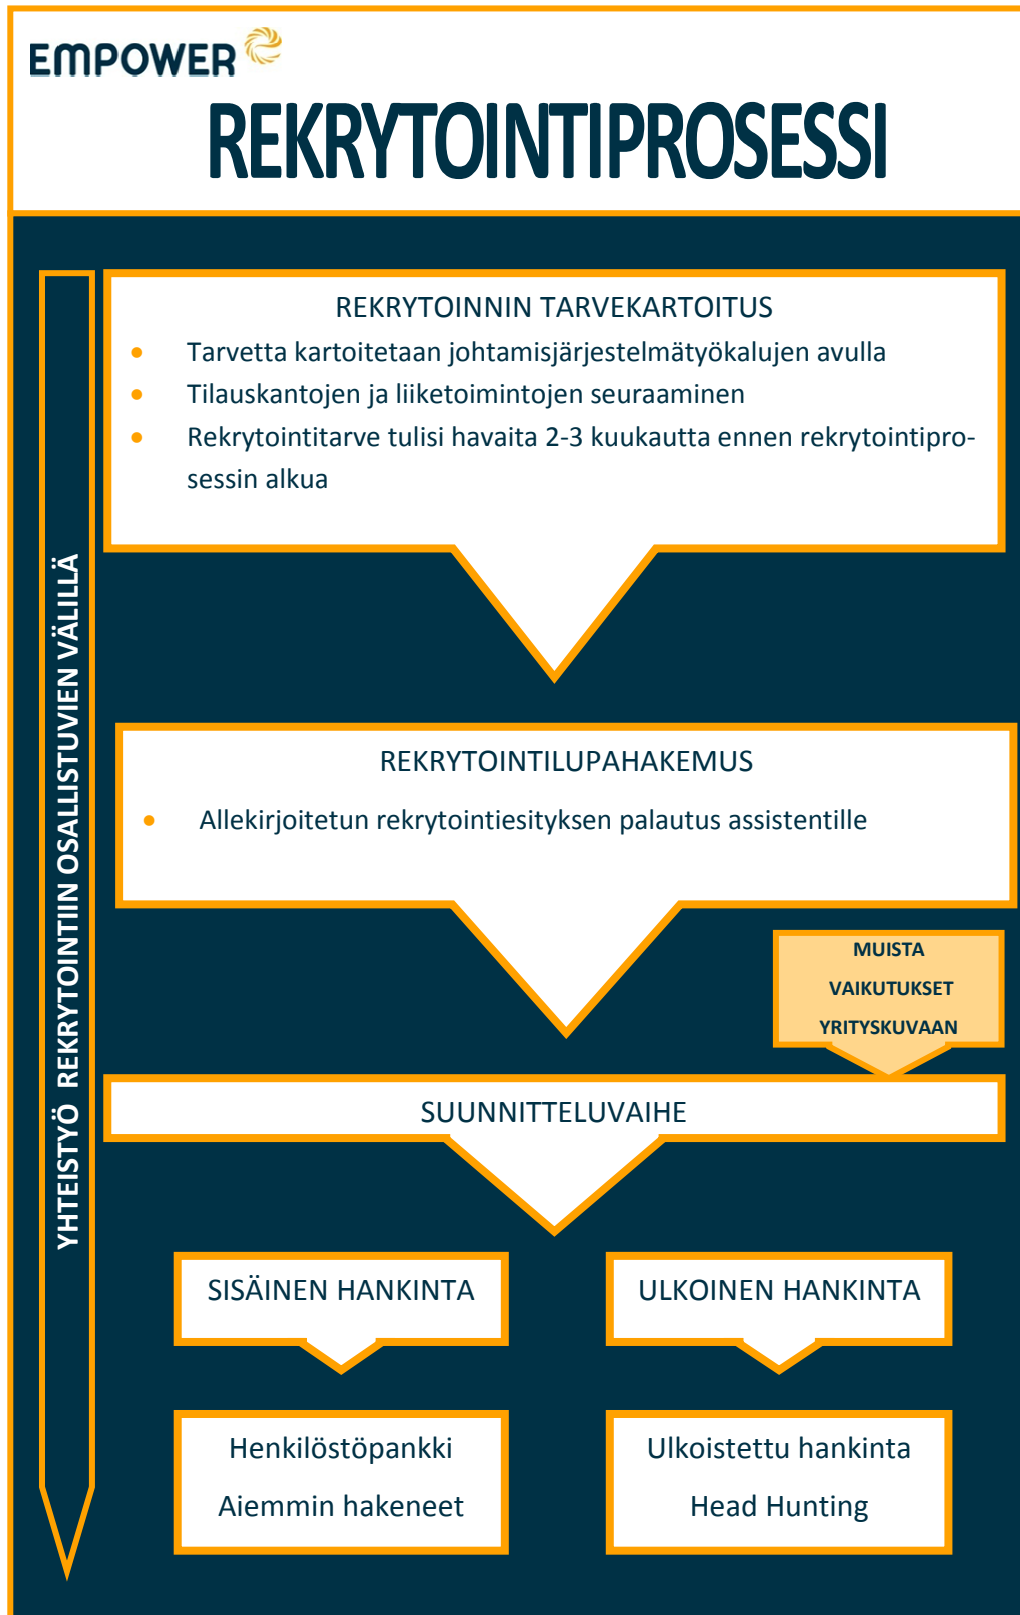 EMPOWER
REKRYTOINTIPROSESSI
YHTEISTYÖ REKRYTOINTIIN OSALLISTUVIEN VÄLILLÄ
REKRYTOINNIN TARVEKARTOITUS
• Tarvetta kartoitetaan johtamisjärjestelmätyökalujen avulla
• Tilauskantojen ja liiketoimintojen seuraaminen
• Rekrytointitarve tulisi havaita 2-3 kuukautta ennen rekrytointipro-
sessin alkua
REKRYTOINTILUPAHAKEMUS
• Allekirjoitetun rekrytointiesityksen palautus assistentille
MUISTA
VAIKUTUKSET
YRITYSKUVAAN
SUUNNITTELUVAIHE
SISÄINEN HANKINTA
ULKOINEN HANKINTA
Henkilöstöpankki
Aiemmin hakeneet
Ulkoistettu hankinta
Head Hunting